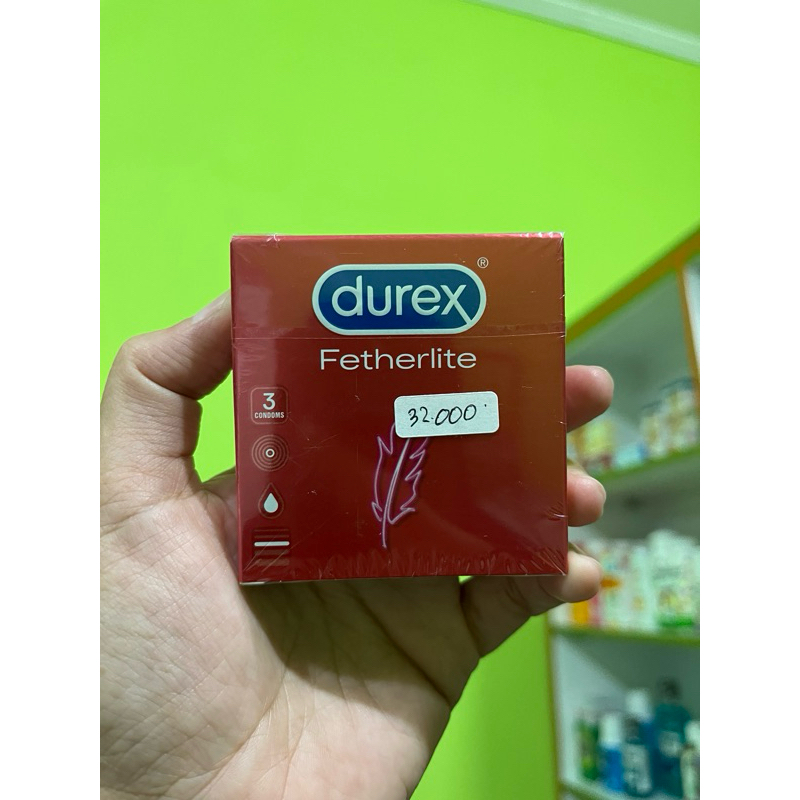 durex®
Fetherlite
3
CONDOMS
32.000